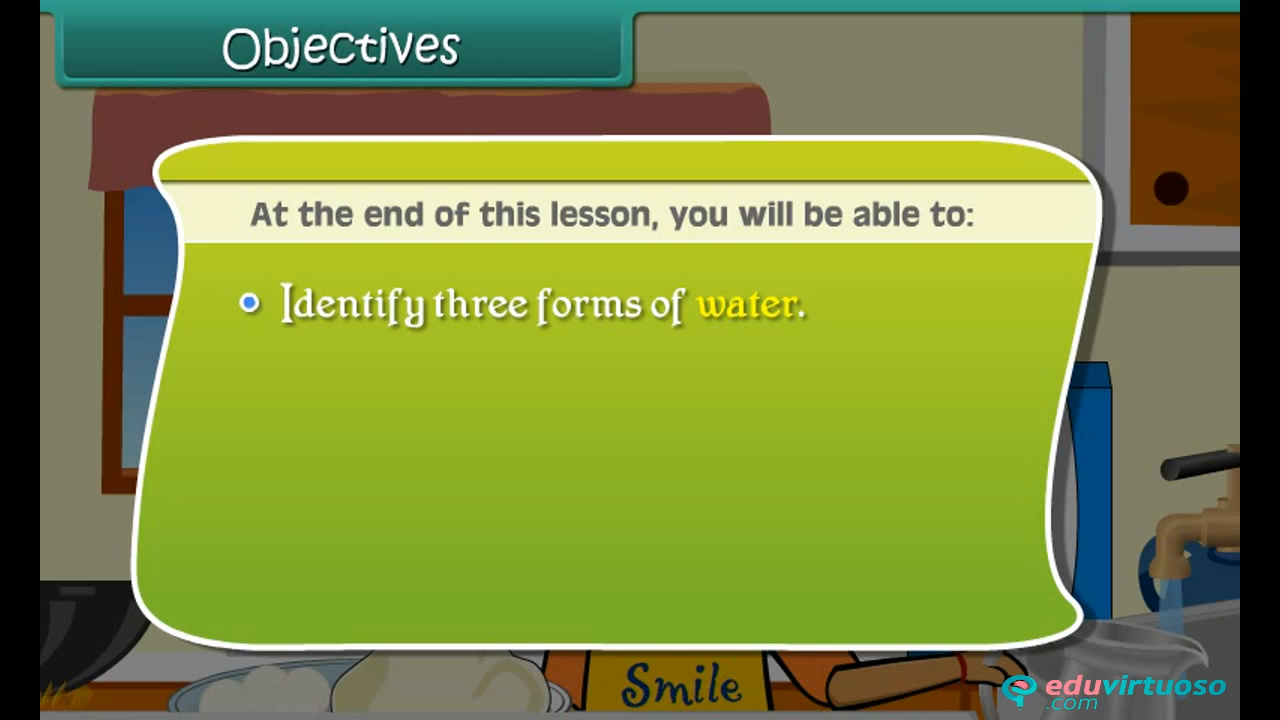 Objectives
At the end of this lesson, you will be able to:
Identify three forms of water.
Smile
eduvirtuoso
.com